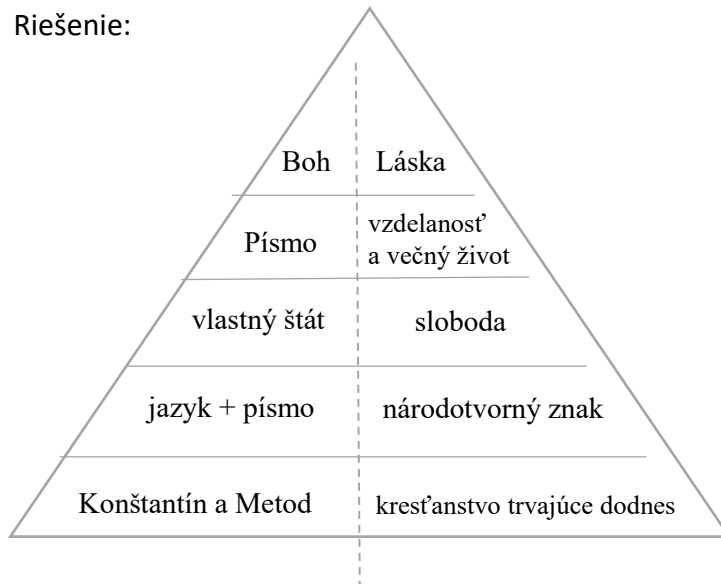 Riešenie:
Boh Láska
Písmo vzdelanosť
a večný život
vlastný štát sloboda
jazyk + písmo národotvorný znak
Konštantín a Metod kresťanstvo trvajúce dodnes